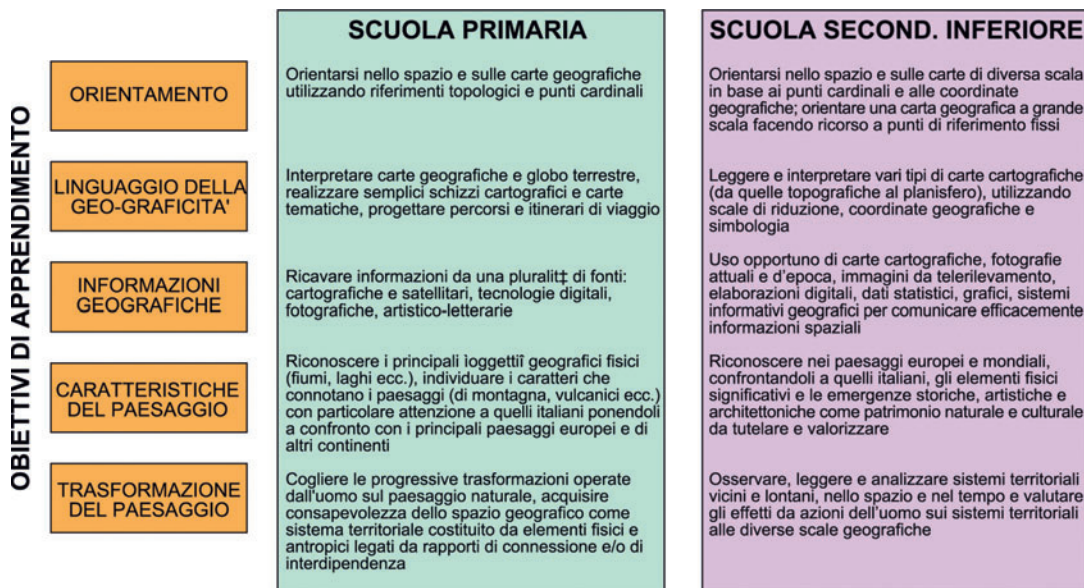 OBIETTIVI DI APPRENDIMENTO
SCUOLA PRIMARIA
SCUOLA SECOND. INFERIORE
ORIENTAMENTO
Orientarsi nello spazio e sulle carte geografiche
utilizzando riferimenti topologici e punti cardinali
Orientarsi nello spazio e sulle carte di diversa scala
in base ai punti cardinali e alle coordinate
geografiche; orientare una carta geografica a grande
scala facendo ricorso a punti di riferimento fissi
LINGUAGGIO DELLA
GEO-GRAFICITA'
Interpretare carte geografiche e globo terrestre,
realizzare semplici schizzi cartografici e carte
tematiche, progettare percorsi e itinerari di viaggio
Leggere e interpretare vari tipi di carte cartografiche
(da quelle topografiche al planisfero), utilizzando
scale di riduzione, coordinate geografiche e
simbologia
INFORMAZIONI
GEOGRAFICHE
Ricavare informazioni da una pluralit‡ di fonti:
cartografiche e satellitari, tecnologie digitali,
fotografiche, artistico-letterarie
Uso opportuno di carte cartografiche, fotografie
attuali e d'epoca, immagini da telerilevamento,
elaborazioni digitali, dati statistici, grafici, sistemi
informativi geografici per comunicare efficacemente
informazioni spaziali
CARATTERISTICHE
DEL PAESAGGIO
Riconoscere i principali ìoggettiî geografici fisici
(fiumi, laghi ecc.), individuare i caratteri che
connotano i paesaggi (di montagna, vulcanici ecc.)
con particolare attenzione a quelli italiani ponendoli
a confronto con i principali paesaggi europei e di
altri continenti
Riconoscere nei paesaggi europei e mondiali,
confrontandoli a quelli italiani, gli elementi fisici
significativi e le emergenze storiche, artistiche e
architettoniche come patrimonio naturale e culturale
da tutelare e valorizzare
TRASFORMAZIONE
DEL PAESAGGIO
Cogliere le progressive trasformazioni operate
dall'uomo sul paesaggio naturale, acquisire
consapevolezza dello spazio geografico come
sistema territoriale costituito da elementi fisici e
antropici legati da rapporti di connessione e/o di
interdipendenza
Osservare, leggere e analizzare sistemi territoriali
vicini e lontani, nello spazio e nel tempo e valutare
gli effetti da azioni dell'uomo sui sistemi territoriali
alle diverse scale geografiche